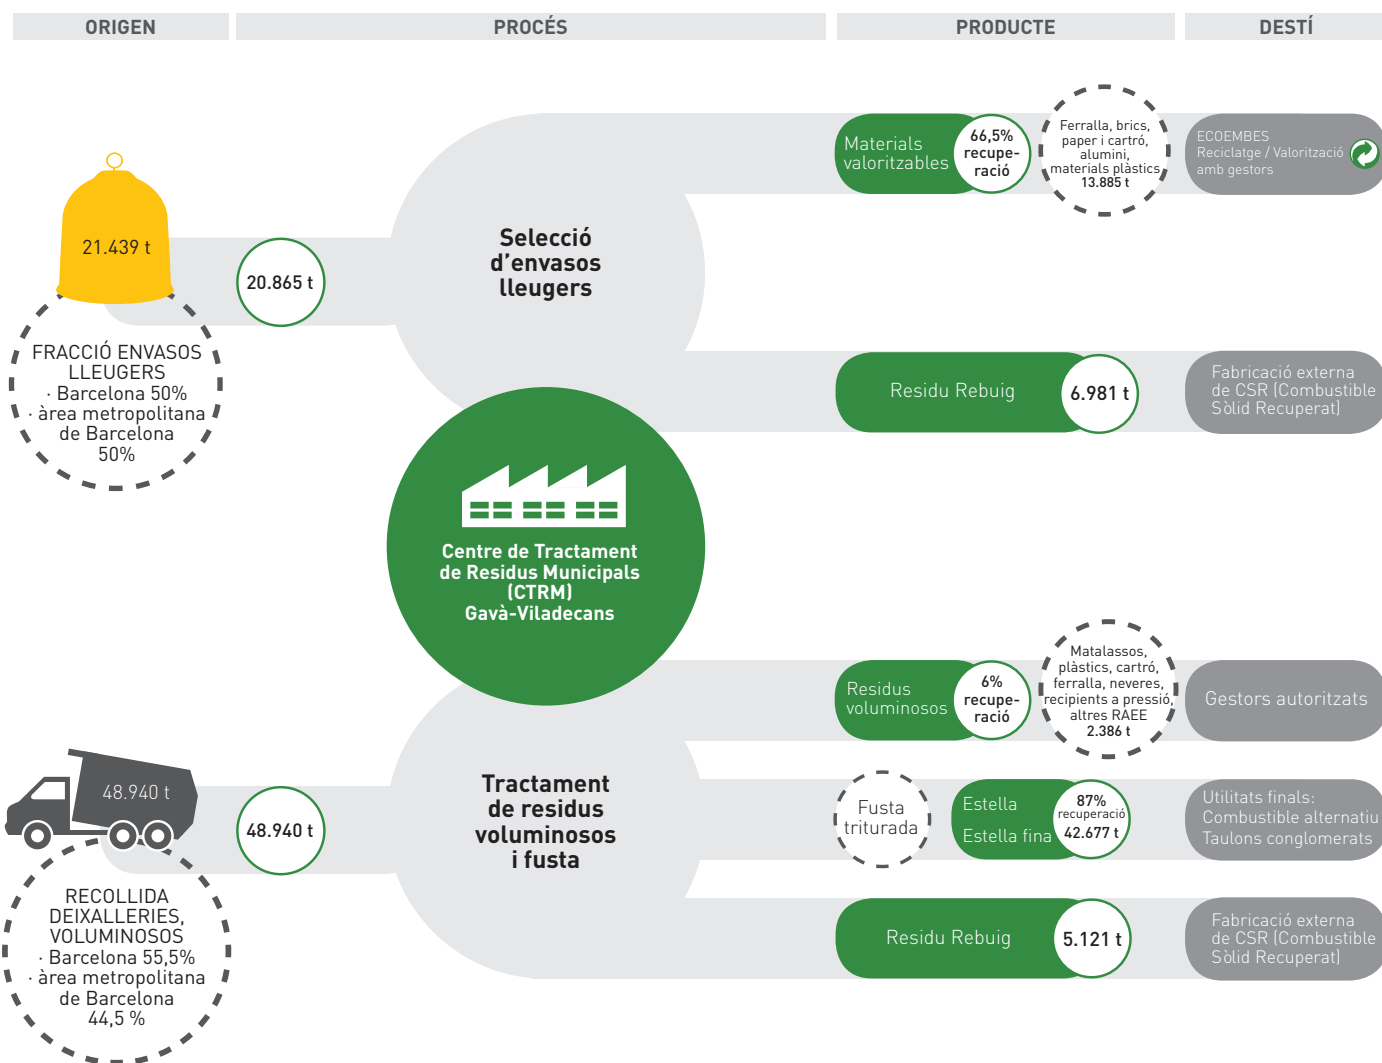 ORIGEN
PROCÉS
PRODUCTE
DESTÍ
21.439 t
FRACCIÓ ENVASOS
LLEUGERS
· Barcelona 50%
· àrea metropolitana
de Barcelona
50%
20.865 t
Selecció
d’envasos
lleugers
Materials
valoritzables
66,5%
recupe-
ració
Ferralla, brics,
paper i cartró,
alumini,
materials plàstics
13.885 t
ECOEMBES
Reciclatge / Valorització
amb gestors
Residu Rebuig
6.981 t
Fabricació externa
de CSR (Combustible
Sòlid Recuperat)
Centre de Tractament
de Residus Municipals
(CTRM)
Gavà-Viladecans
48.940 t
RECOLLIDA
DEIXALLERIES,
VOLUMINOSOS
· Barcelona 55,5%
· àrea metropolitana
de Barcelona
44,5 %
48.940 t
Tractament
de residus
voluminosos
i fusta
Residus
voluminosos
6%
recupe-
ració
Matalassos,
plàstics, cartró,
ferralla, neveres,
recipients a pressió,
altres RAEE
2.386 t
Gestors autoritzats
Fusta
triturada
Estella
Estella fina
87%
recuperació
42.677 t
Utilitats finals:
Combustible alternatiu
Taulons conglomerats
Residu Rebuig
5.121 t
Fabricació externa
de CSR (Combustible
Sòlid Recuperat)